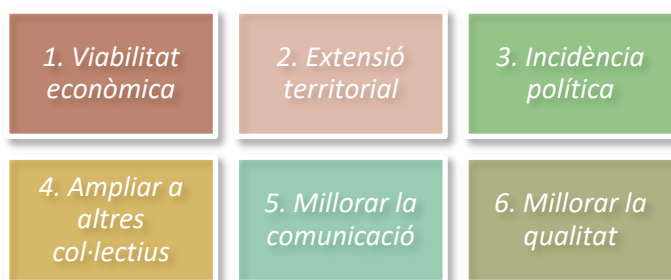 1. Viabilitat
econòmica
2. Extensió
territorial
3. Incidència
política
4. Ampliar a
altres
col·lectius
5. Millorar la
comunicació
6. Millorar la
qualitat